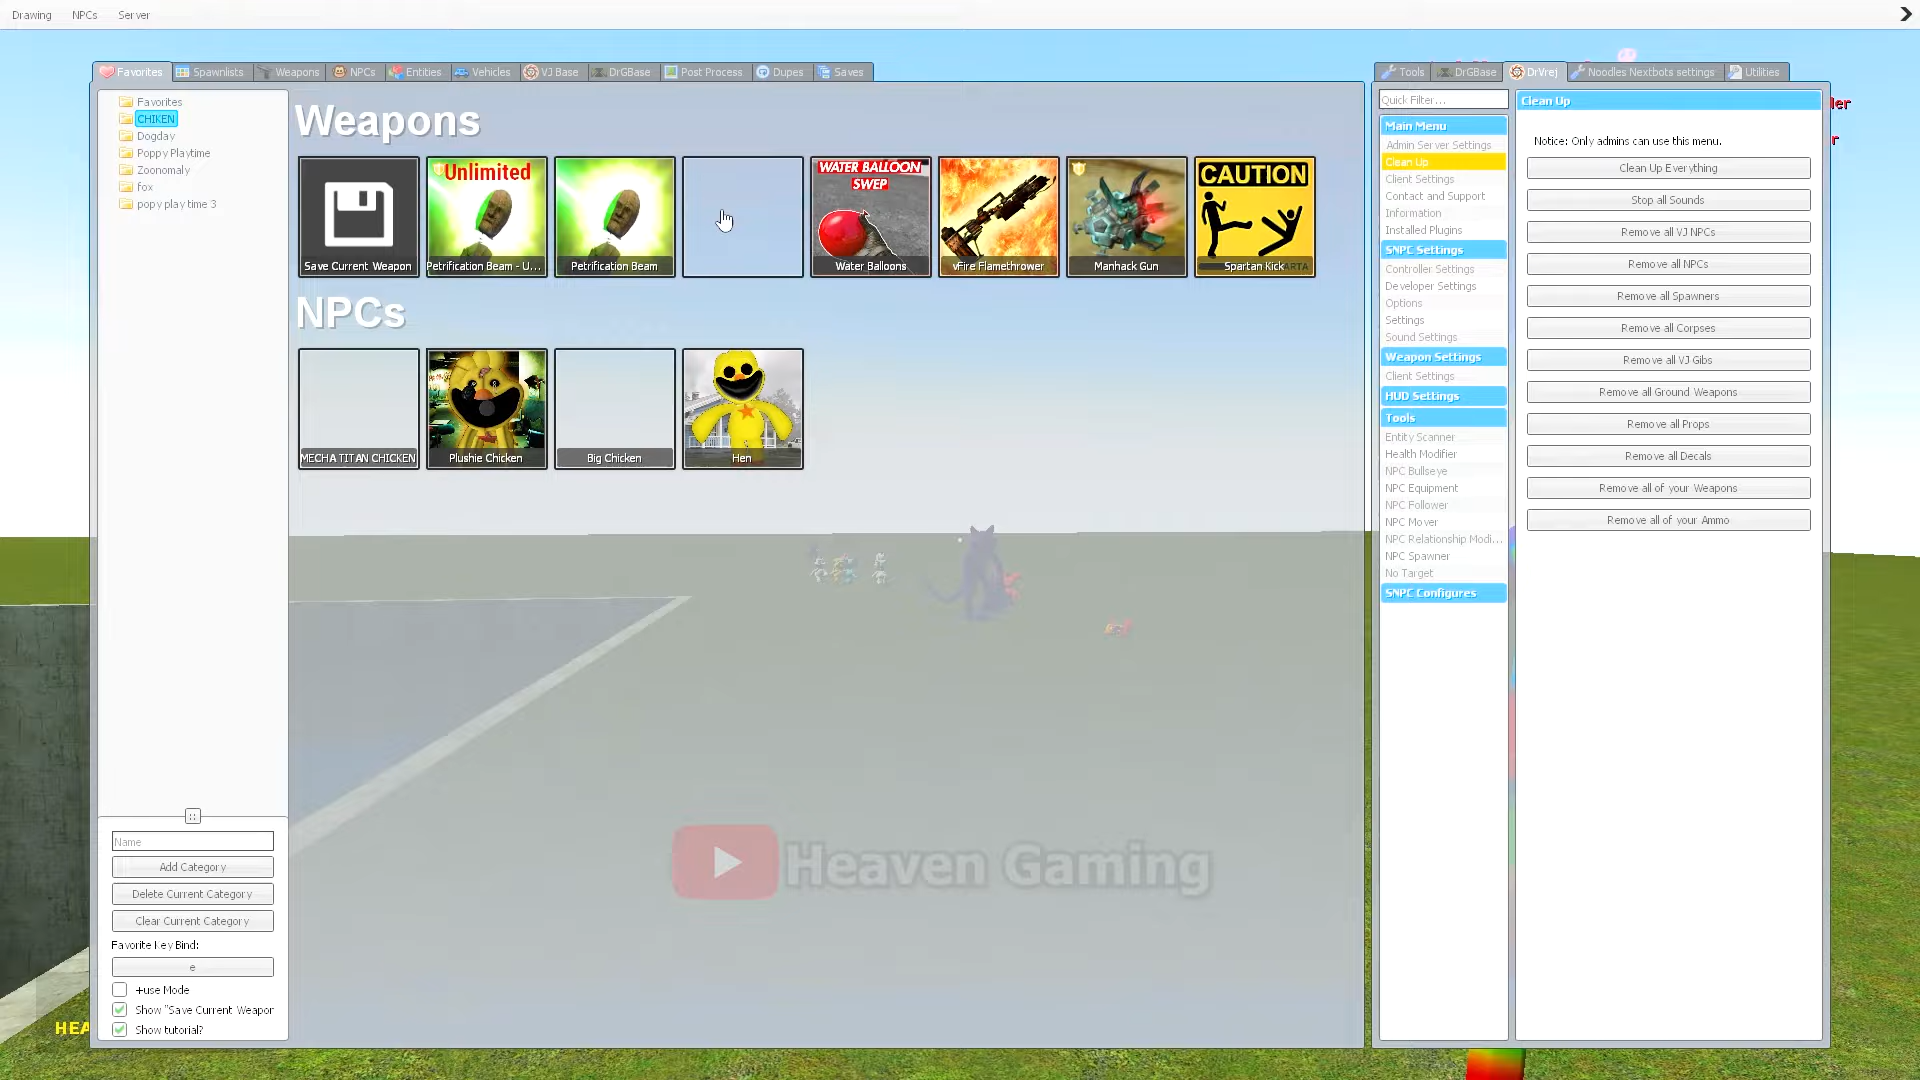 Drawing NPCs Server
Favorites Spawnlists Weapons NPCs Entities Vehicles VJ Base DrGBase Post Process Dupes Saves
Favorites
CHIKEN
Dogday
Poppy Playtime
Zoonomaly
fox
popy play time 3
Name
Add Category
Delete Current Category
Clear Current Category
Favorite Key Bind:
e
+use Mode
Show "Save Current Weapor
Show tutorial?
HEA
Weapons
Save Current Weapon
Unlimited
Petrification Beam - U...
Petrification Beam
WATER BALLOON
SWEP
Water Balloons
vFire Flamethrower
Manhack Gun
CAUTION
Spartan Kick
NPCs
MECHA TITAN CHICKEN
Plushie Chicken
Big Chicken
Hen
Heaven Gaming
Tools DrGBase DrVrej Noodles Nextbots settings Utilities
Quick Filter...
Main Menu
Admin Server Settings
Clean Up
Client Settings
Contact and Support
Information
Installed Plugins
SNPC Settings
Controller Settings
Developer Settings
Options
Settings
Sound Settings
Weapon Settings
Client Settings
HUD Settings
Tools
Entity Scanner
Health Modifier
NPC Bullseye
NPC Equipment
NPC Follower
NPC Mover
NPC Relationship Modi...
NPC Spawner
No Target
SNPC Configures
Clean Up
Notice: Only admins can use this menu.
Clean Up Everything
Stop all Sounds
Remove all VJ NPCs
Remove all NPCs
Remove all Spawners
Remove all Corpses
Remove all VJ Gibs
Remove all Ground Weapons
Remove all Props
Remove all Decals
Remove all of your Weapons
Remove all of your Ammo
ler
r